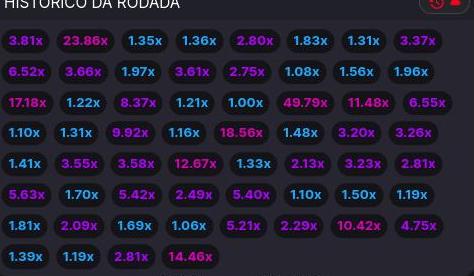 HISTÓRICO DA RODADA
3.81x 23.86x 1.35x 1.36x 2.80x 1.83x 1.31x 3.37x
6.52x 3.66x 1.97x 3.61x 2.75x 1.08x 1.56x 1.96x
17.18x 1.22x 8.37x 1.21x 1.00x 49.79x 11.48x 6.55x
1.10x 1.31x 9.92x 1.16x 18.56x 1.48x 3.20x 3.26x
1.41x 3.55x 3.58x 12.67x 1.33x 2.13x 3.23x 2.81x
5.63x 1.70x 5.42x 2.49x 5.40x 1.10x 1.50x 1.19x
1.81x 2.09x 1.69x 1.06x 5.21x 2.29x 10.42x 4.75x
1.39x 1.19x 2.81x 14.46x